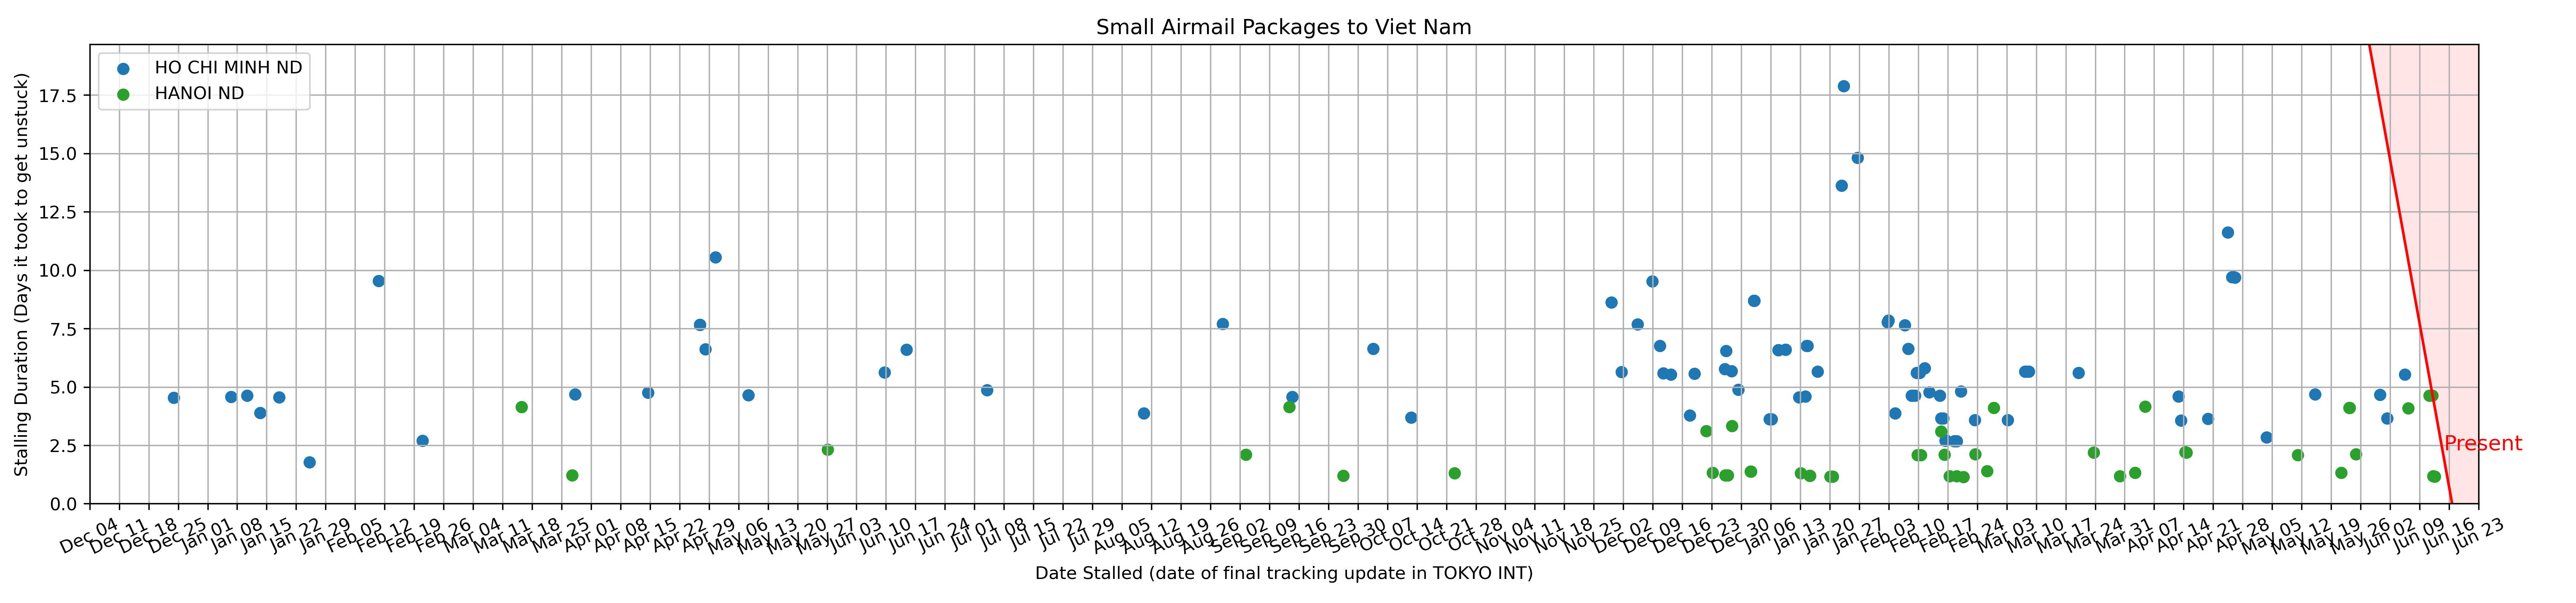 Small Airmail Packages to Viet Nam
HO CHI MINH ND
HANOI ND
Stalling Duration (Days it took to get unstuck)
17.5
15.0
12.5
10.0
7.5
5.0
2.5
0.0
Present
Dec 04
Dec 11
Dec 18
Dec 25
Jan 01
Jan 08
Jan 15
Jan 22
Jan 29
Feb 05
Feb 12
Feb 19
Feb 26
Mar 04
Mar 11
Mar 18
Mar 25
Apr 01
Apr 08
Apr 15
Apr 22
Apr 29
May 06
May 13
May 20
May 27
Jun 03
Jun 10
Jun 17
Jun 24
Jul 01
Jul 08
Jul 15
Jul 22
Jul 29
Aug 05
Aug 12
Aug 19
Aug 26
Sep 02
Sep 09
Sep 16
Sep 23
Sep 30
Oct 07
Oct 14
Oct 21
Oct 28
Nov 04
Nov 11
Nov 18
Nov 25
Dec 02
Dec 09
Dec 16
Dec 23
Dec 30
Jan 06
Jan 13
Jan 20
Jan 27
Feb 03
Feb 10
Feb 17
Feb 24
Mar 03
Mar 10
Mar 17
Mar 24
Mar 31
Apr 07
Apr 14
Apr 21
Apr 28
May 05
May 12
May 19
May 26
Jun 02
Jun 09
Jun 16
Jun 23
Date Stalled (date of final tracking update in TOKYO INT)